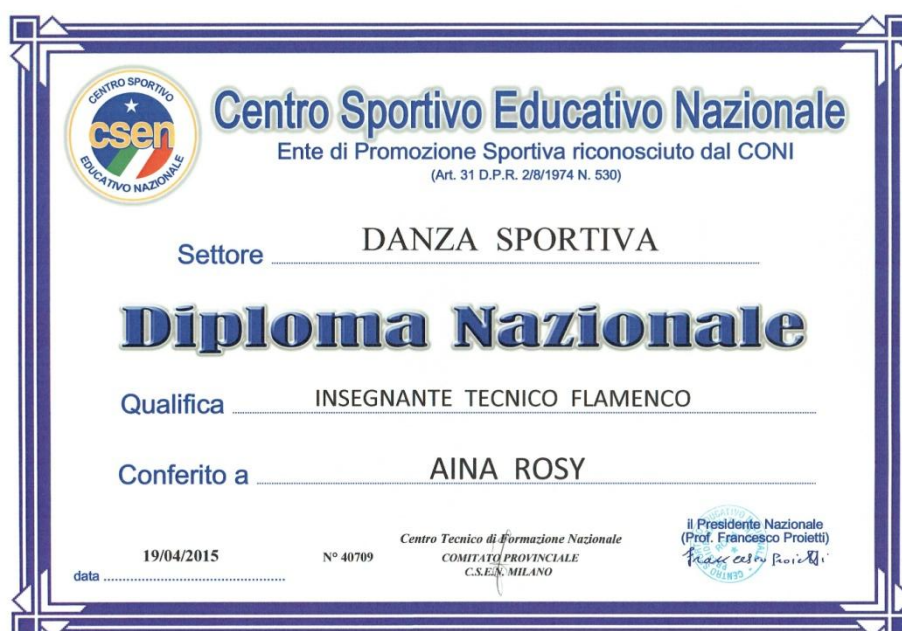 CENTRO SPORTIVO
csen
EDUCATIVO NAZIONALE
Centro Sportivo Educativo Nazionale
Ente di Promozione Sportiva riconosciuto dal CONI
(Art. 31 D.P.R. 2/8/1974 N. 530)
Settore DANZA SPORTIVA
Diploma Nazionale
Qualifica INSEGNANTE TECNICO FLAMENCO
Conferito a AINA ROSY
data 19/04/2015
N° 40709
Centro Tecnico di Formazione Nazionale
COMITATO PROVINCIALE
C.S.E.N. MILANO
il Presidente Nazionale
(Prof. Francesco Proietti)
Francesco Proietti